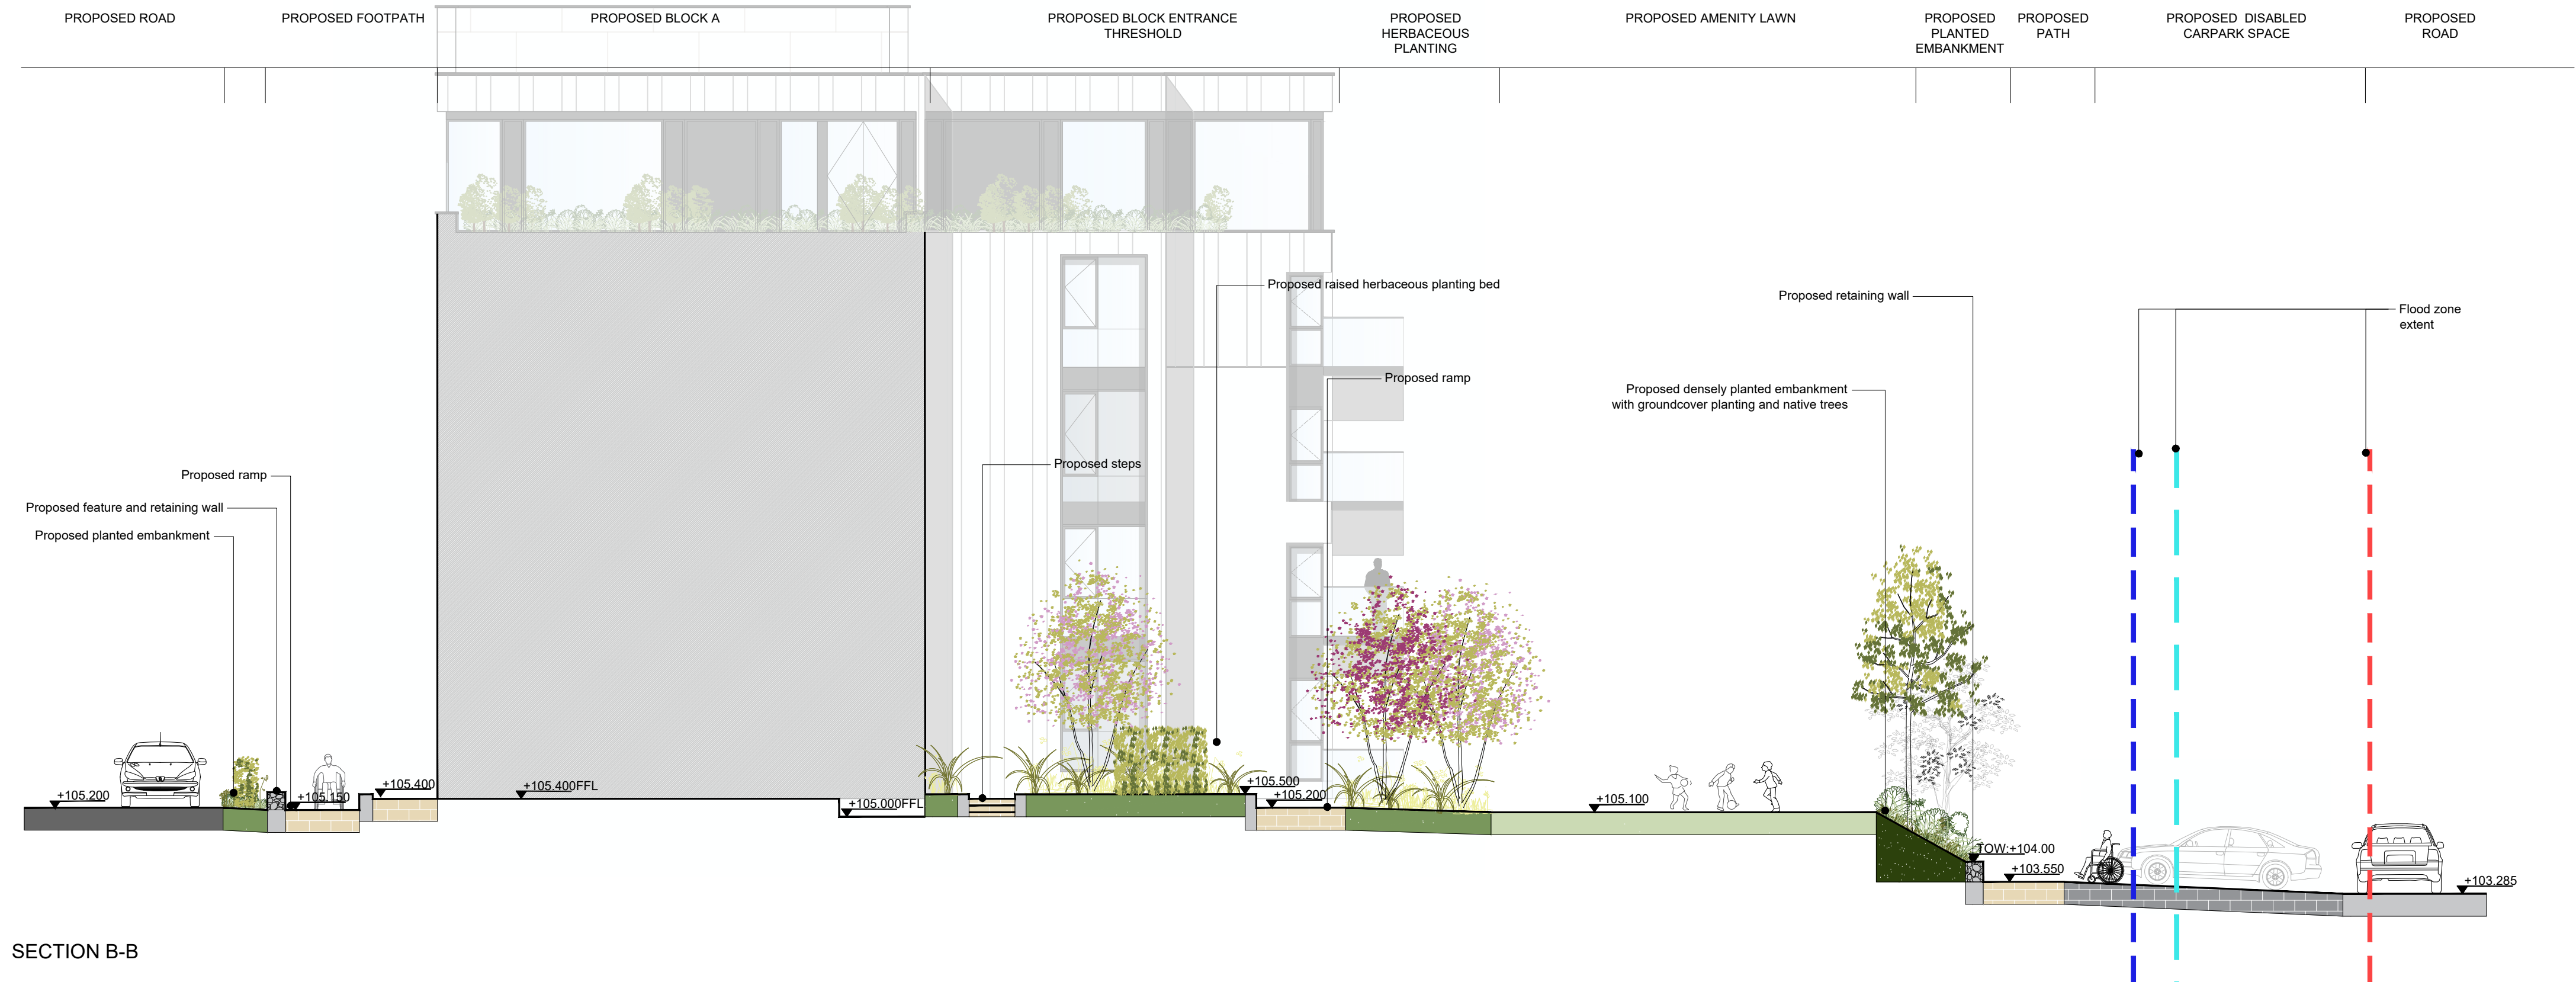 PROPOSED ROAD
PROPOSED FOOTPATH
PROPOSED BLOCK A
PROPOSED BLOCK ENTRANCE
THRESHOLD
PROPOSED
HERBACEOUS
PLANTING
PROPOSED AMENITY LAWN
PROPOSED
PLANTED
EMBANKMENT
PROPOSED
PATH
PROPOSED DISABLED
CARPARK SPACE
PROPOSED
ROAD
Proposed raised herbaceous planting bed
Proposed retaining wall
Flood zone
extent
Proposed ramp
Proposed densely planted embankment
with groundcover planting and native trees
Proposed steps
Proposed ramp
Proposed feature and retaining wall
Proposed planted embankment
+105.200
+105.150
+105.400
+105.400FFL
+105.000FFL
+105.500
+105.200
+105.100
TOW:+104.00
+103.550
+103.285
SECTION B-B